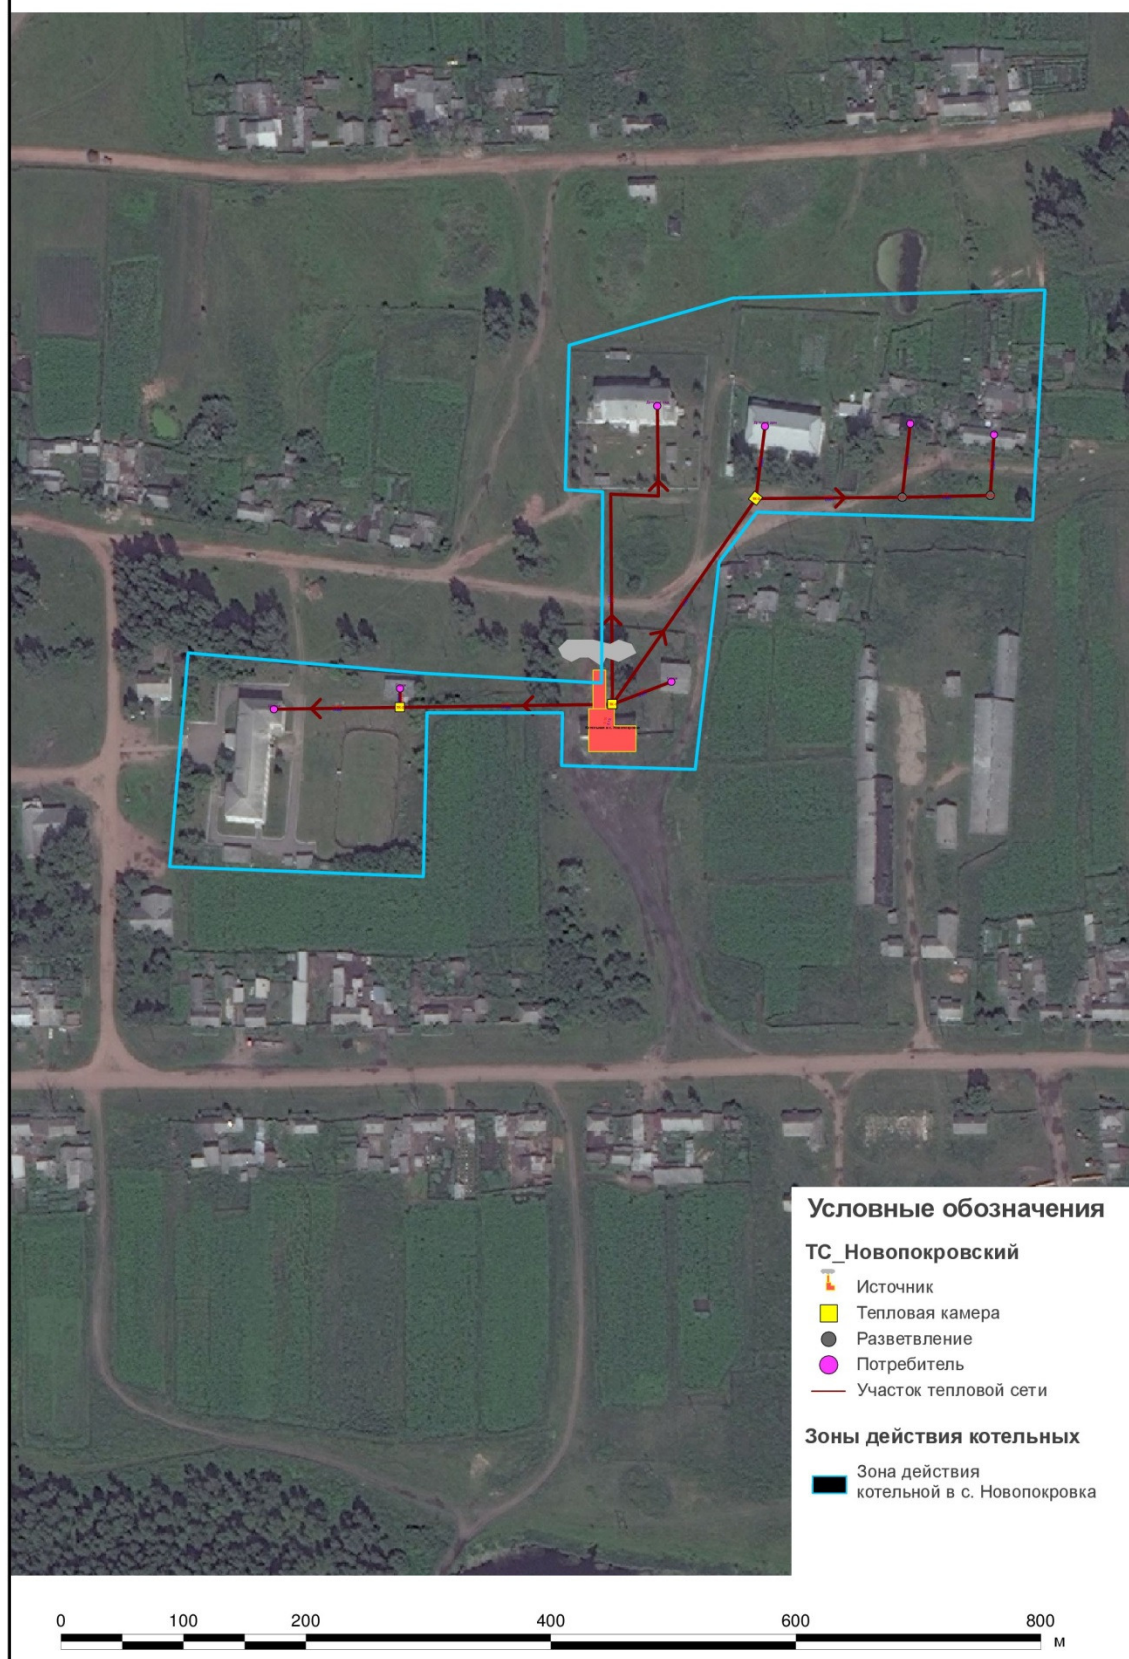 Условные обозначения
ТС_Новопокровский
Источник
Тепловая камера
Разветвление
Потребитель
Участок тепловой сети
Зоны действия котельных
Зона действия
котельной в с. Новопокровка
0 100 200 400 600 800
м